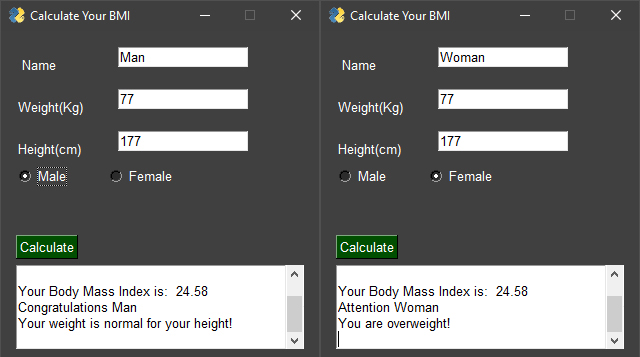 Calculate Your BMI
Name Man
Weight(Kg) 77
Height(cm) 177
Male Female
Calculate
Your Body Mass Index is: 24.58
Congratulations Man
Your weight is normal for your height!
Calculate Your BMI
Name Woman
Weight(Kg) 77
Height(cm) 177
Male Female
Calculate
Your Body Mass Index is: 24.58
Attention Woman
You are overweight!